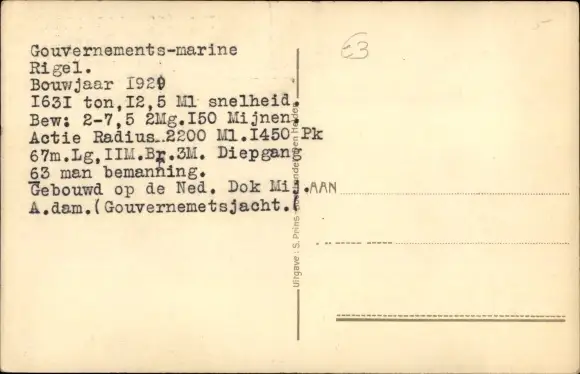 Gouvernements-marine
Rigel.
Bouwjaar I929
I63I ton,I2,5 Ml snelheid.
Bew: 2-7,5 2Mg.I50 Mijnen.
Actie Radius..2200 Ml.I450 Pk
67m.Lg,IIM.Br.3M. Diepgang
63 man bemanning.
Gebouwd op de Ned. Dok Mij.
A.dam.(Gouvernemetsjacht.(
E3
AAN
Uitgave: S. Prins